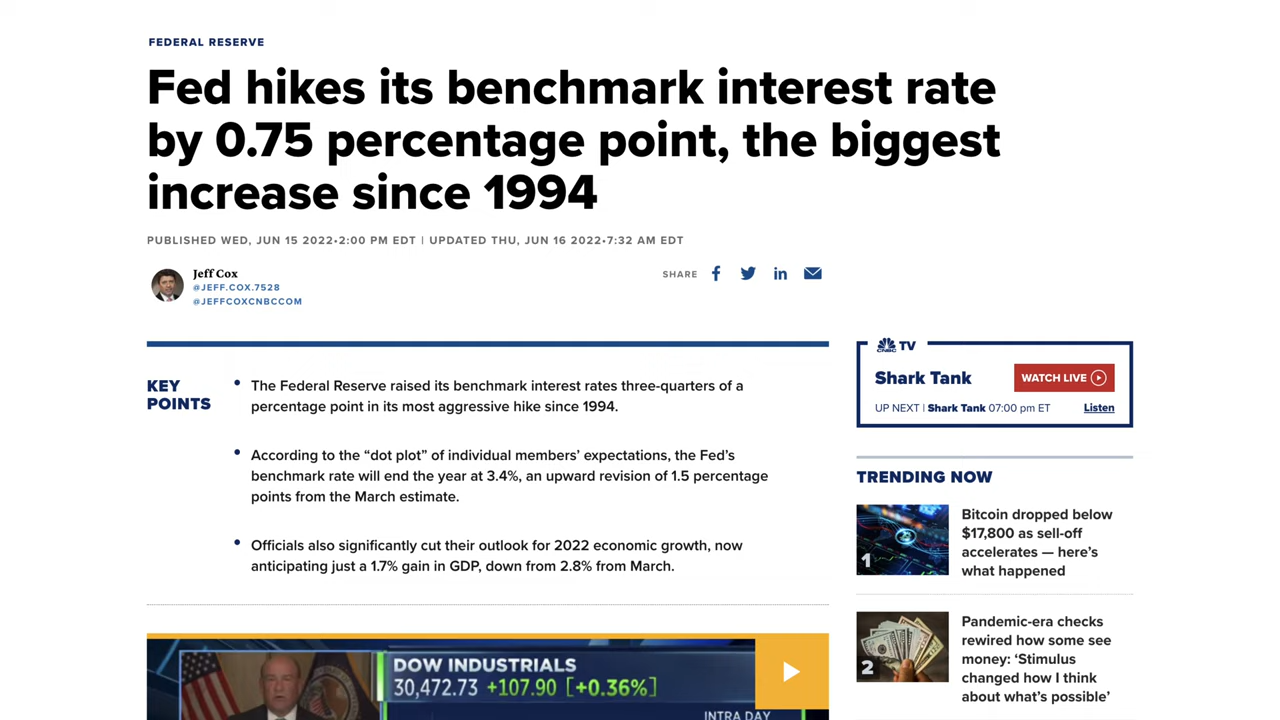 FEDERAL RESERVE
Fed hikes its benchmark interest rate
by 0.75 percentage point, the biggest
increase since 1994
PUBLISHED WED, JUN 15 2022•2:00 PM EDT | UPDATED THU, JUN 16 2022•7:32 AM EDT
Jeff Cox
@JEFF.COX.7528
@JEFFCOXCNBCCOM
SHARE
KEY
POINTS
• The Federal Reserve raised its benchmark interest rates three-quarters of a
percentage point in its most aggressive hike since 1994.
• According to the “dot plot” of individual members’ expectations, the Fed’s
benchmark rate will end the year at 3.4%, an upward revision of 1.5 percentage
points from the March estimate.
• Officials also significantly cut their outlook for 2022 economic growth, now
anticipating just a 1.7% gain in GDP, down from 2.8% from March.
DOW INDUSTRIALS
30,472.73 +107.90 [+0.36%]
INTRA DAY
CNBC TV
Shark Tank
WATCH LIVE
UP NEXT | Shark Tank 07:00 pm ET
Listen
TRENDING NOW
1
Bitcoin dropped below
$17,800 as sell-off
accelerates — here’s
what happened
2
Pandemic-era checks
rewired how some see
money: ‘Stimulus
changed how I think
about what’s possible’